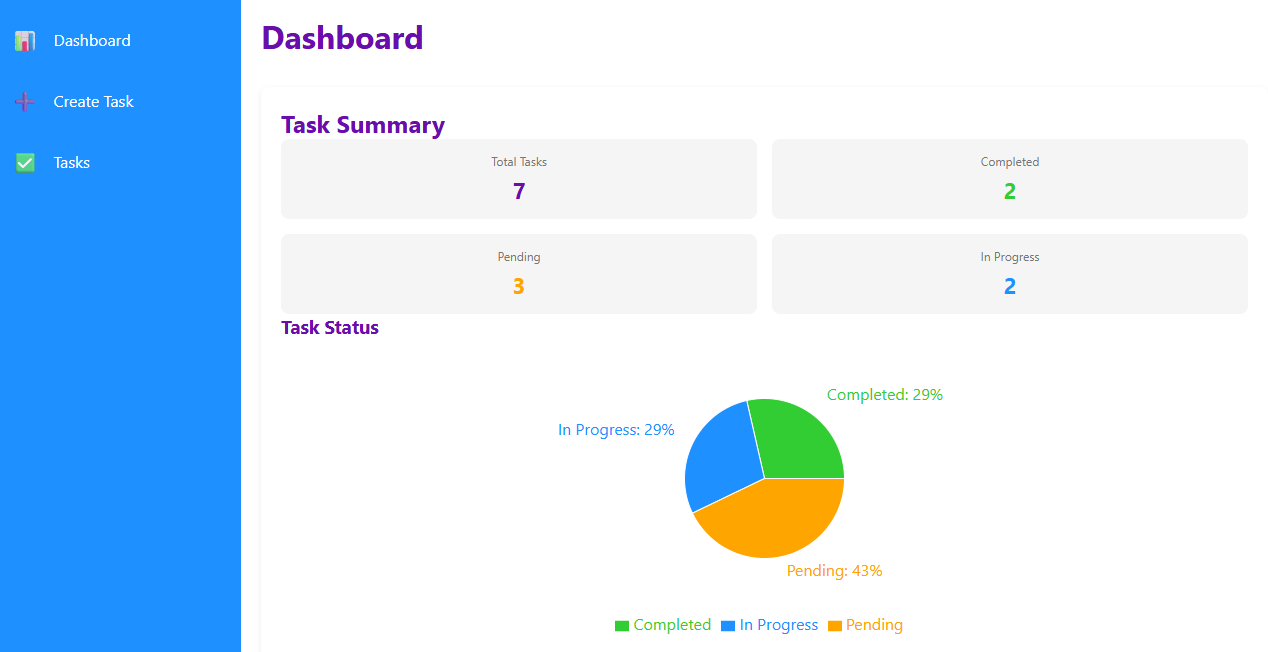 Dashboard
Create Task
Tasks
Dashboard
Task Summary
Total Tasks
7
Completed
2
Pending
3
In Progress
2
Task Status
Completed: 29%
In Progress: 29%
Pending: 43%
Completed In Progress Pending